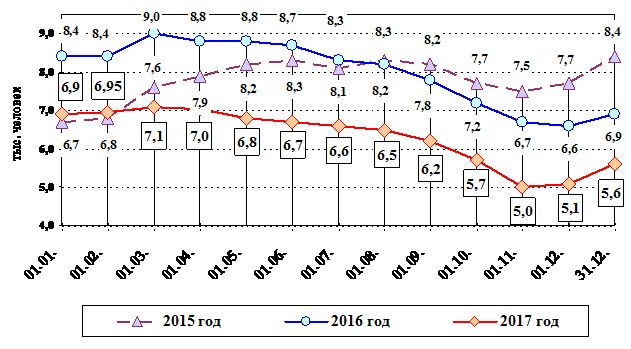 9,0
8,4 8,4 8,8 8,8 8,7 8,3 8,3 8,2 7,7 7,5 7,7 8,4
9,0
8,0
7,0
6,0
5,0
4,0
тыс. человек
6,9 6,95 7,6 7,9 8,2 8,3 8,1 8,2 7,8 7,2 6,7 6,6 6,9
6,7 6,8 7,1 7,0 6,8 6,7 6,6 6,5 6,2 5,7 5,0 5,1 5,6
01.01. 01.02. 01.03. 01.04. 01.05. 01.06. 01.07. 01.08. 01.09. 01.10. 01.11. 01.12. 31.12.
2015 год 2016 год 2017 год